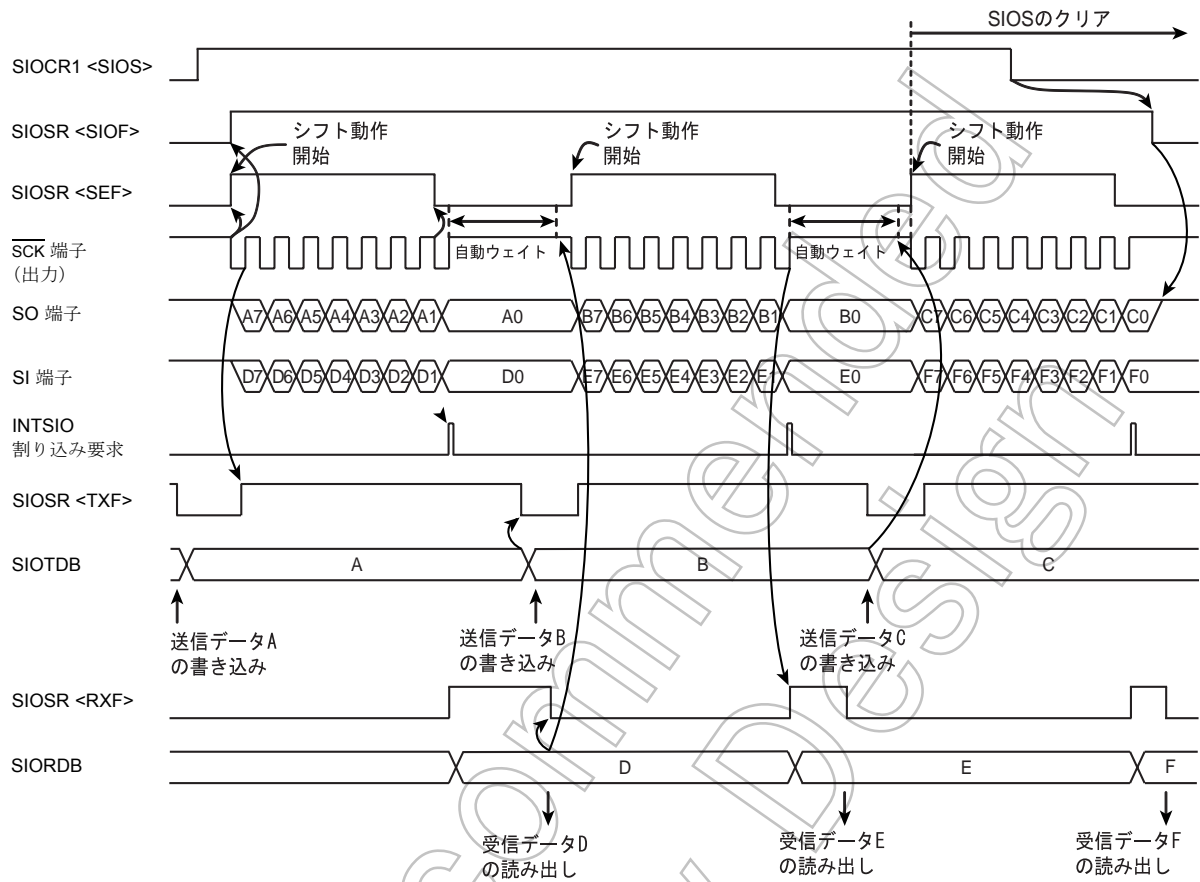 SIOSのクリア
SIOCR1 <SIOS>
SIOSR <SIOF>
シフト動作
開始
シフト動作
開始
シフト動作
開始
SIOSR <SEF>
SCK 端子
(出力)
自動ウェイト
自動ウェイト
SO 端子
A7 A6 A5 A4 A3 A2 A1 A0 B7 B6 B5 B4 B3 B2 B1 B0 C7 C6 C5 C4 C3 C2 C1 C0
SI 端子
D7 D6 D5 D4 D3 D2 D1 D0 E7 E6 E5 E4 E3 E2 E1 E0 F7 F6 F5 F4 F3 F2 F1 F0
INTSIO
割り込み要求
SIOSR <TXF>
SIOTDB
A B C
送信データA
の書き込み
送信データB
の書き込み
送信データC
の書き込み
SIOSR <RXF>
SIORDB
D E F
受信データD
の読み出し
受信データE
の読み出し
受信データF
の読み出し
ommended
Design